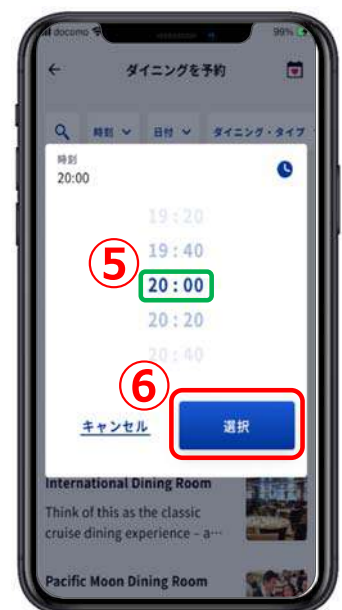 docomo
99%
← ダイニングを予約
時刻 日付 ダイニング・タイプ
時刻
20:00
19:20
19:40
⑤
20:00
20:20
20:40
⑥
キャンセル 選択
International Dining Room
Think of this as the classic
cruise dining experience – a…
Pacific Moon Dining Room